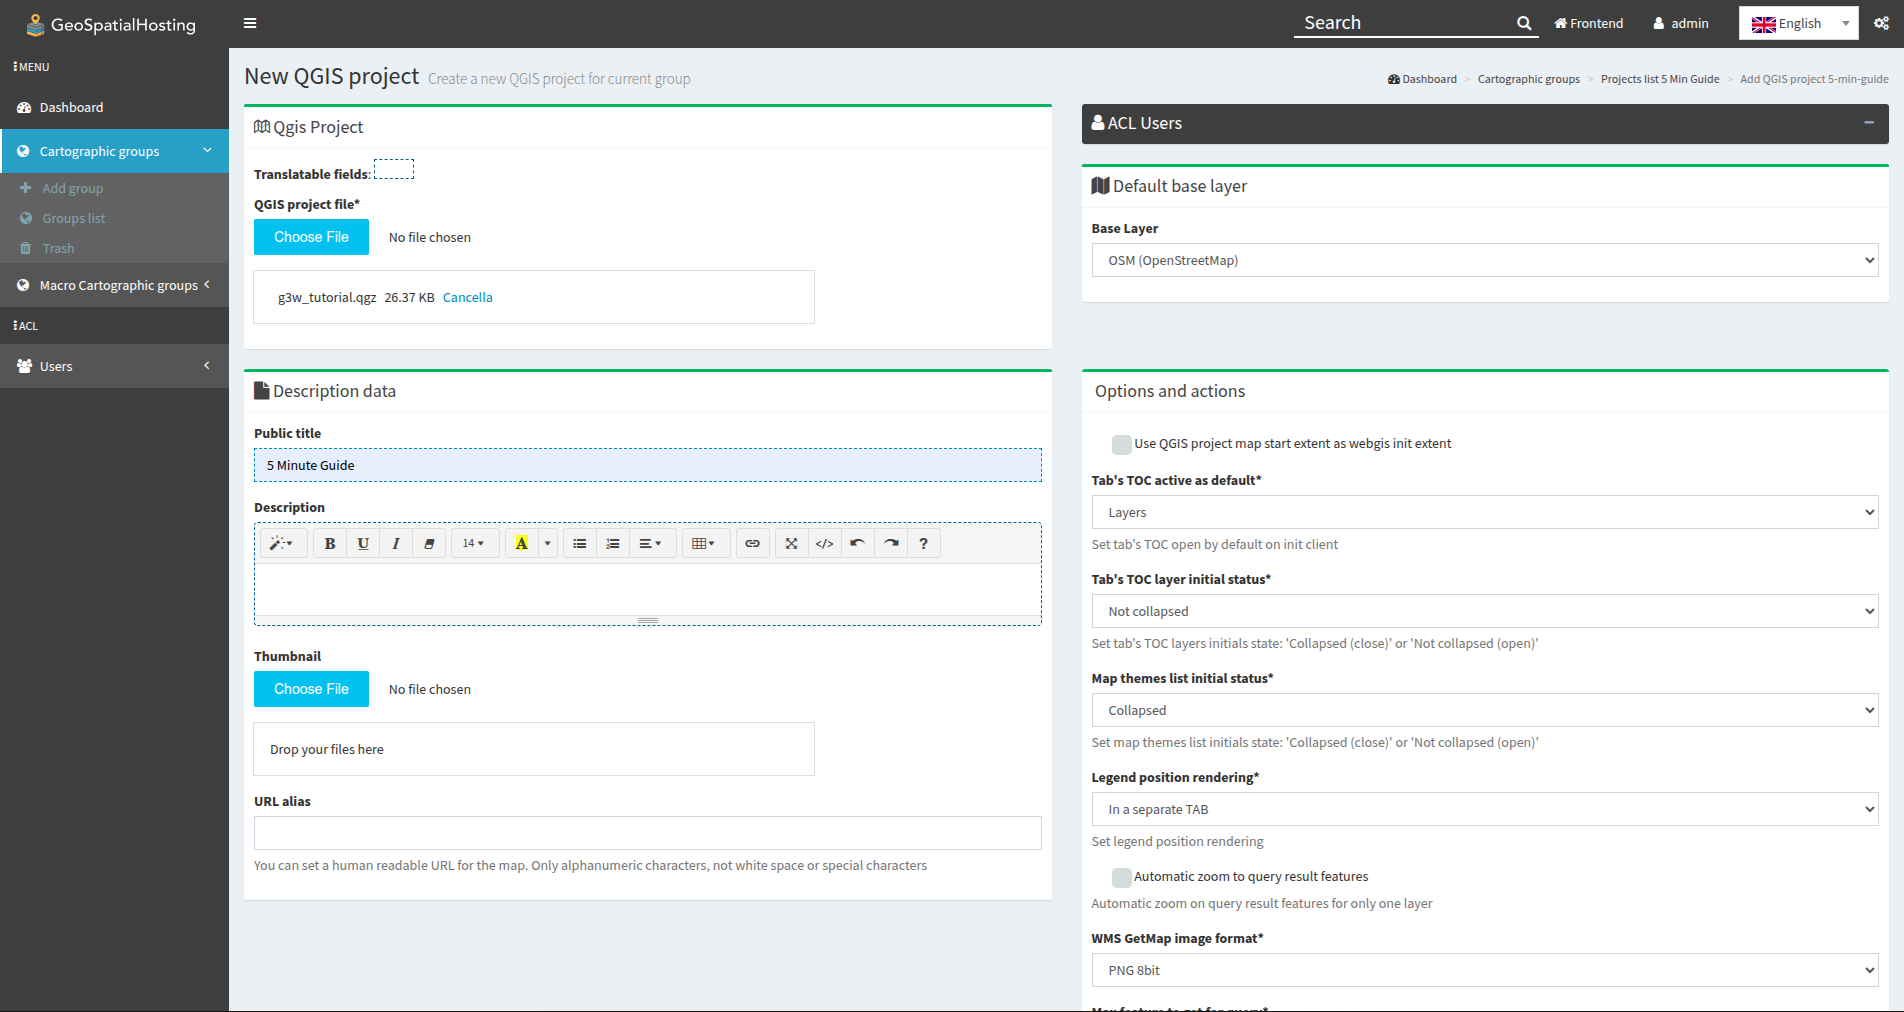 GeoSpatialHosting
Search
Frontend
admin
English
MENU
Dashboard
Cartographic groups
Add group
Groups list
Trash
Macro Cartographic groups
ACL
Users
New QGIS project Create a new QGIS project for current group
Dashboard > Cartographic groups > Projects list 5 Min Guide > Add QGIS project 5-min-guide
Qgis Project
Translatable fields:
QGIS project file*
Choose File No file chosen
g3w_tutorial.qgz 26.37 KB Cancella
ACL Users
Default base layer
Base Layer
OSM (OpenStreetMap)
Description data
Public title
5 Minute Guide
Description
B U I 14 A </> ?
Thumbnail
Choose File No file chosen
Drop your files here
URL alias
You can set a human readable URL for the map. Only alphanumeric characters, not white space or special characters
Options and actions
Use QGIS project map start extent as webgis init extent
Tab's TOC active as default*
Layers
Set tab's TOC open by default on init client
Tab's TOC layer initial status*
Not collapsed
Set tab's TOC layers initials state: 'Collapsed (close)' or 'Not collapsed (open)'
Map themes list initial status*
Collapsed
Set map themes list initials state: 'Collapsed (close)' or 'Not collapsed (open)'
Legend position rendering*
In a separate TAB
Set legend position rendering
Automatic zoom to query result features
Automatic zoom on query result features for only one layer
WMS GetMap image format*
PNG 8bit
Max feature to get for query*